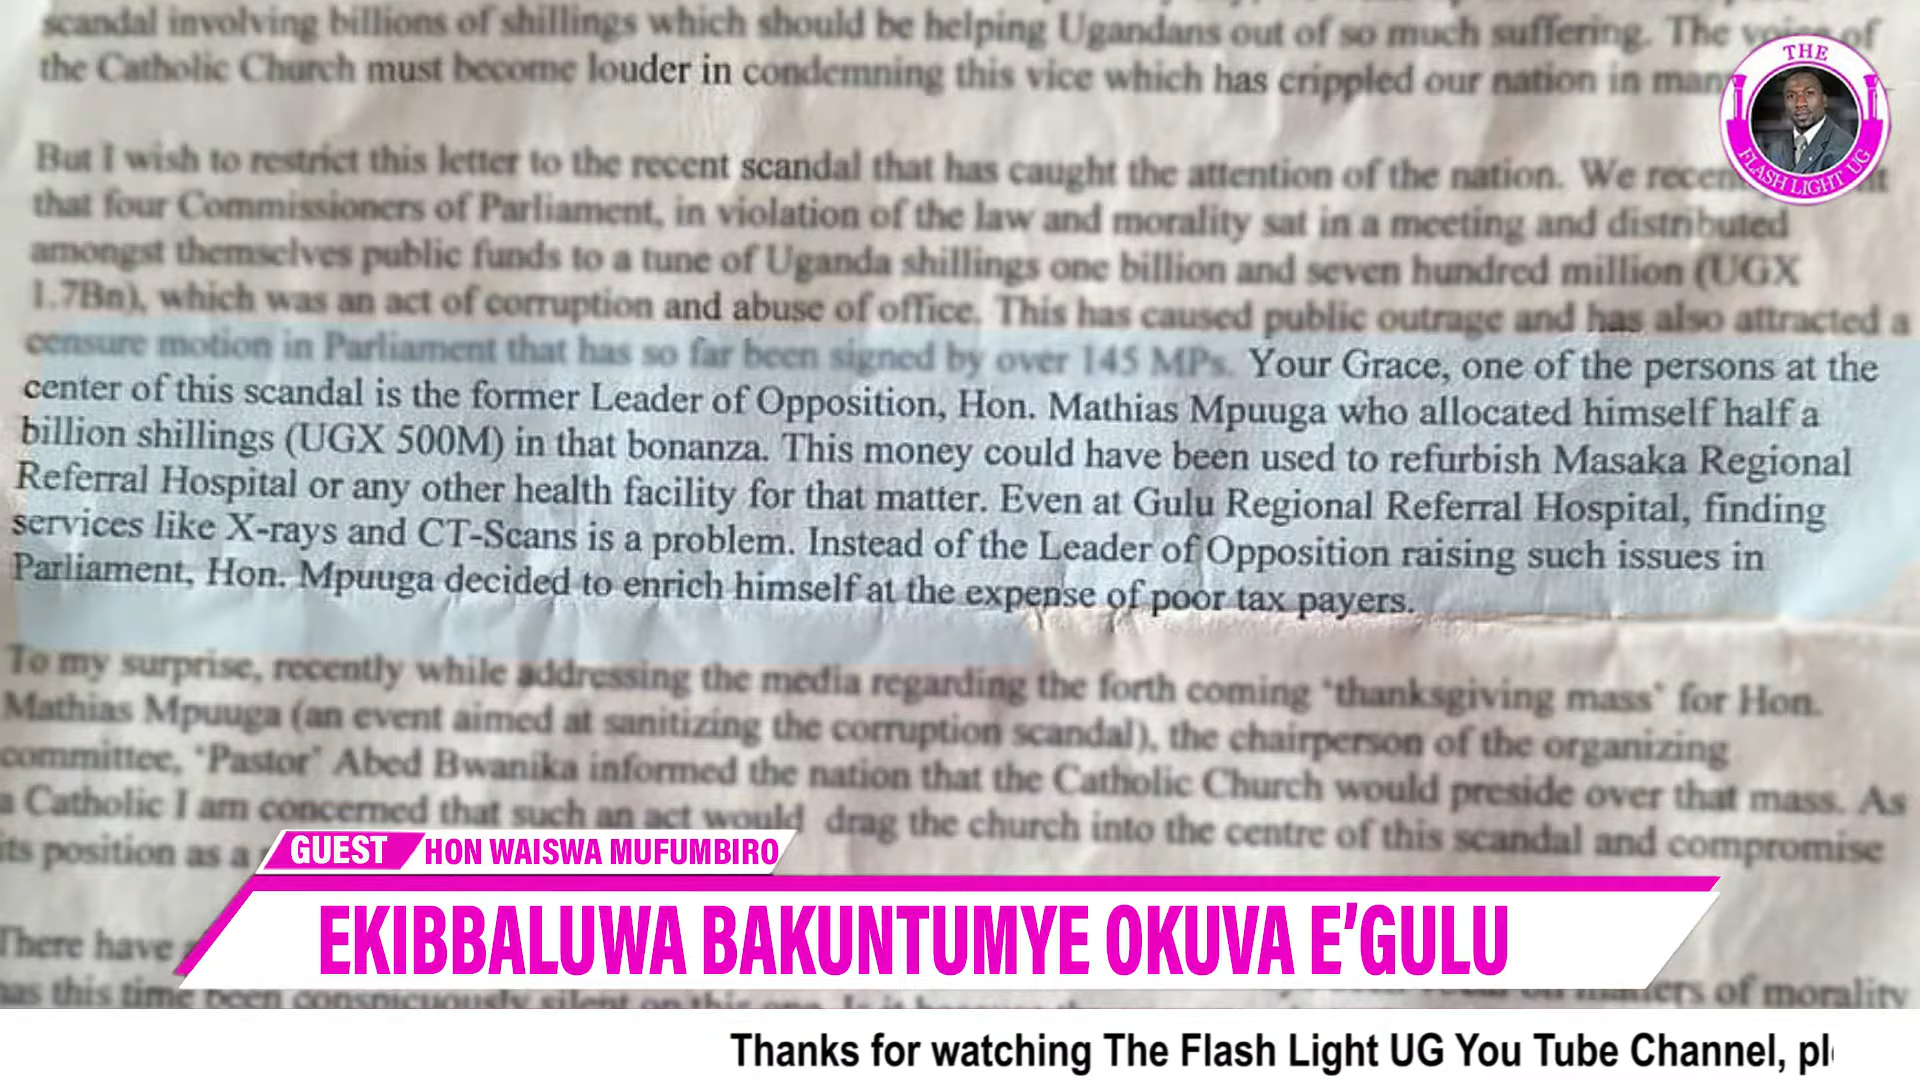 scandal involving billions of shillings which should be helping Ugandans out of so much suffering. The voice of
the Catholic Church must become louder in condemning this vice which has crippled our nation in man
But I wish to restrict this letter to the recent scandal that has caught the attention of the nation. We
that four Commissioners of Parliament, in violation of the law and morality sat in a meeting and distributed
amongst themselves public funds to a tune of Uganda shillings one billion and seven hundred million (UGX
1.7Bn), which was an act of corruption and abuse of office. This has caused public outrage and has also attracted a
censure motion in Parliament that has so far been signed by over 145 MPs. Your Grace, one of the persons at the
center of this scandal is the former Leader of Opposition, Hon. Mathias Mpuuga who allocated himself half a
billion shillings (UGX 500M) in that bonanza. This money could have been used to refurbish Masaka Regional
Referral Hospital or any other health facility for that matter. Even at Gulu Regional Referral Hospital, finding
services like X-rays and CT-Scans is a problem. Instead of the Leader of Opposition raising such issues in
Parliament, Hon. Mpuuga decided to enrich himself at the expense of poor tax payers.
To my surprise, recently while addressing the media regarding the forth coming 'thanksgiving mass' for Hon.
Mathias Mpuuga (an event aimed at sanitizing the corruption scandal), the chairperson of the organizing
committee, 'Pastor' Abed Bwanika informed the nation that the Catholic Church would preside over that mass. As
a Catholic I am concerned that such an act would drag the church into the centre of this scandal and compromise
its position as a
There have
has this time been conspicuously silent on this one. Is it because
matters of morality
THE
FLASH LIGHT UG
GUEST HON WAISWA MUFUMBIRO
EKIBBALUWA BAKUNTUMYE OKUVA E'GULU
Thanks for watching The Flash Light UG You Tube Channel, pl